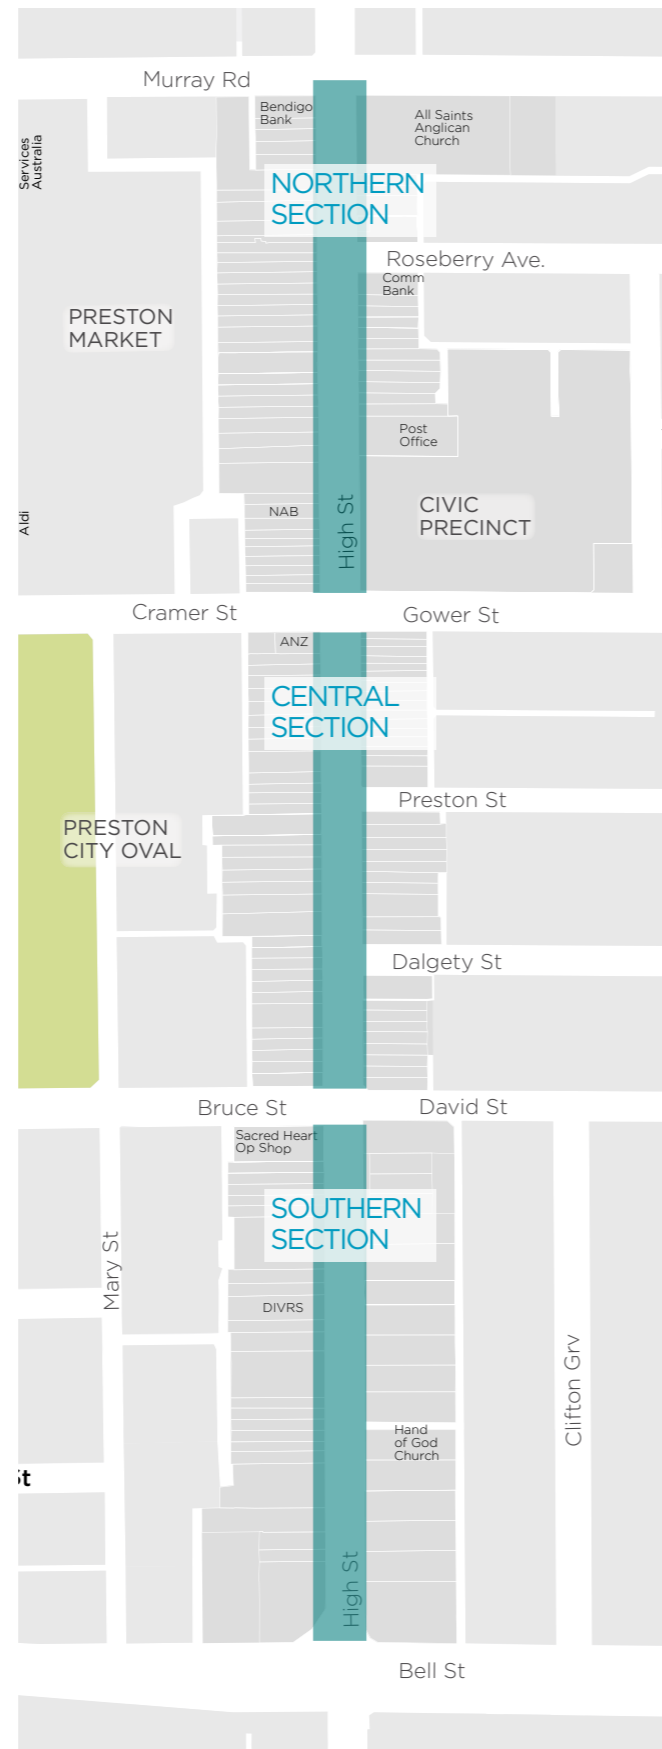 Murray Rd
Bendigo
Bank
All Saints
Anglican
Church
Services
Australia
NORTHERN
SECTION
Roseberry Ave.
Comm
Bank
PRESTON
MARKET
Post
Office
Aldi
NAB
High St
CIVIC
PRECINCT
Cramer St
Gower St
ANZ
CENTRAL
SECTION
Preston St
PRESTON
CITY OVAL
Dalgety St
Bruce St
David St
Sacred Heart
Op Shop
SOUTHERN
SECTION
Mary St
DIVRS
Clifton Grv
Hand
of God
Church
High St
Bell St